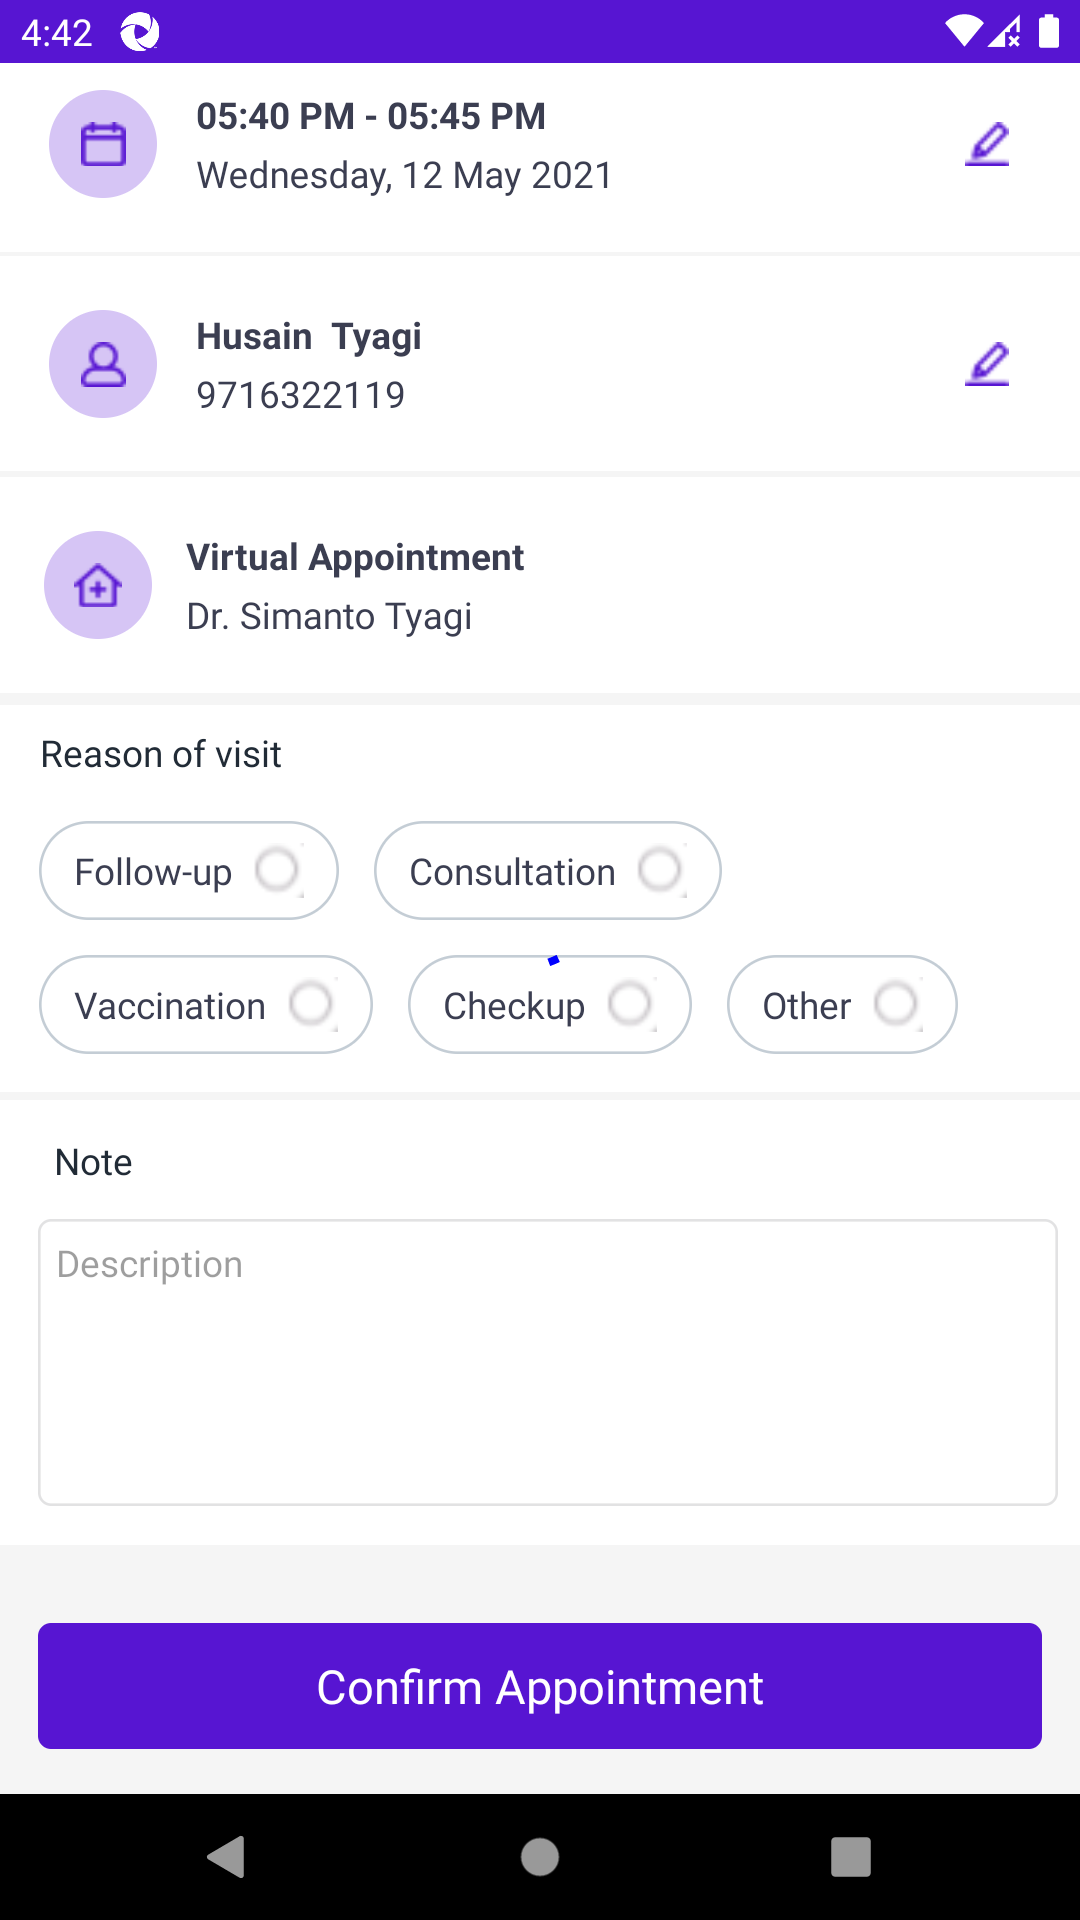 4:42
05:40 PM - 05:45 PM
Wednesday, 12 May 2021
Husain  Tyagi
9716322119
Virtual Appointment
Dr. Simanto Tyagi
Reason of visit
Follow-up Consultation
Vaccination Checkup Other
Note
Description
Confirm Appointment